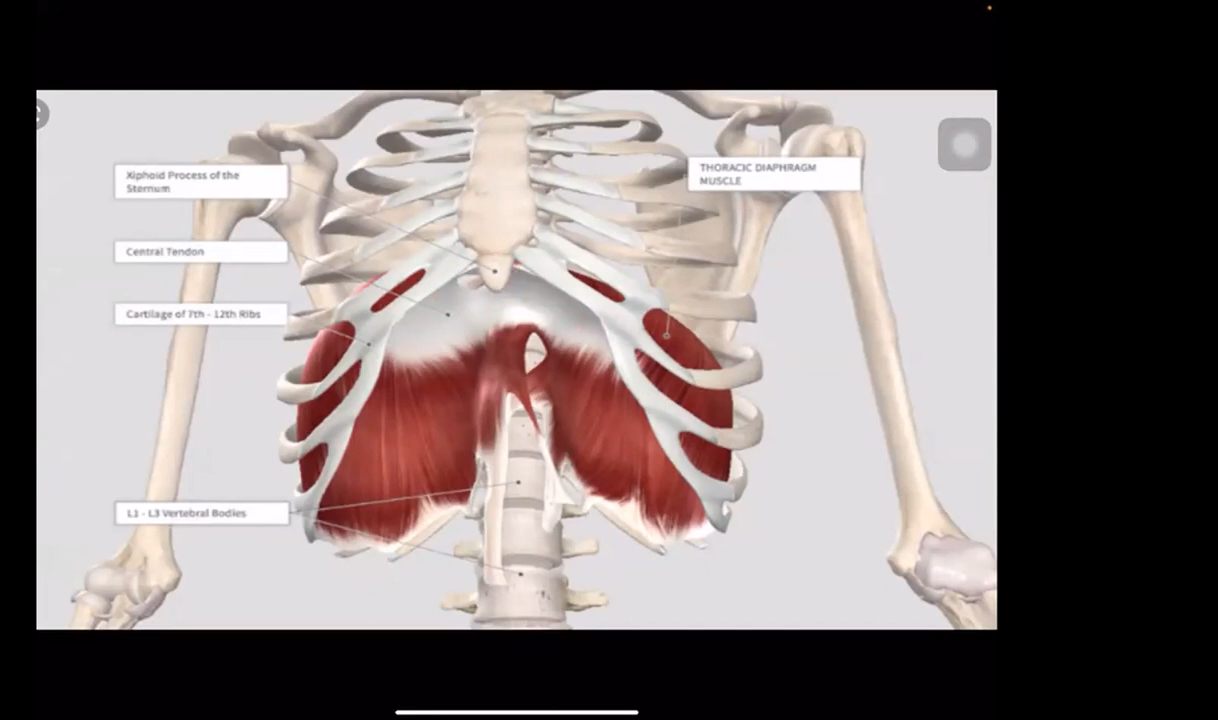 Xiphoid Process of the
Sternum
THORACIC DIAPHRAGM
MUSCLE
Central Tendon
Cartilage of 7th - 12th Ribs
L1 - L3 Vertebral Bodies